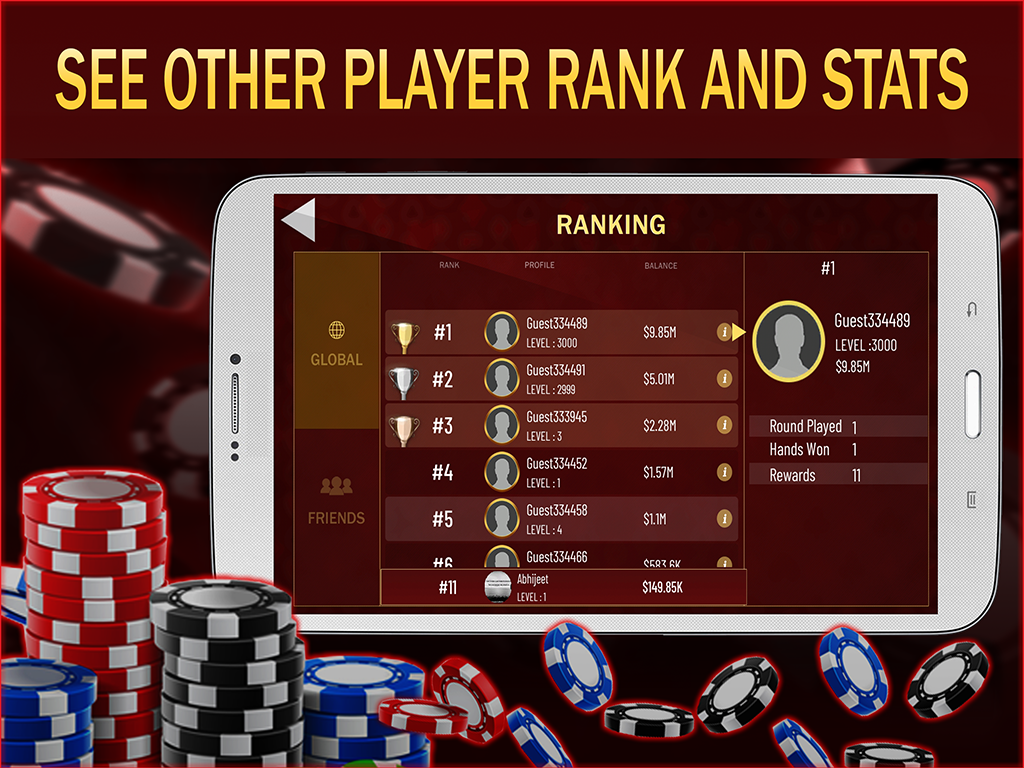 SEE OTHER PLAYER RANK AND STATS
RANKING
RANK PROFILE BALANCE
GLOBAL
FRIENDS
#1 Guest334489 $9.85M i
LEVEL : 3000
#2 Guest334491 $5.01M i
LEVEL : 2999
#3 Guest333945 $2.28M i
LEVEL : 3
#4 Guest334452 $1.57M i
LEVEL : 1
#5 Guest334458 $1.1M i
LEVEL : 4
#6 Guest334466 $583.6K i
#11 Abhijeet $149.85K
LEVEL : 1
#1
Guest334489
LEVEL :3000
$9.85M
Round Played 1
Hands Won 1
Rewards 11